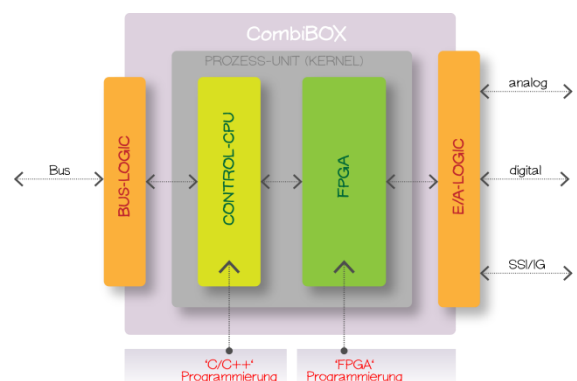 CombiBOX
PROZESS-UNIT (KERNEL)
BUS-LOGIC
CONTROL-CPU
FPGA
E/A-LOGIC
analog
Bus
digital
SSI/IG
'C/C++'
Programmierung
'FPGA'
Programmierung